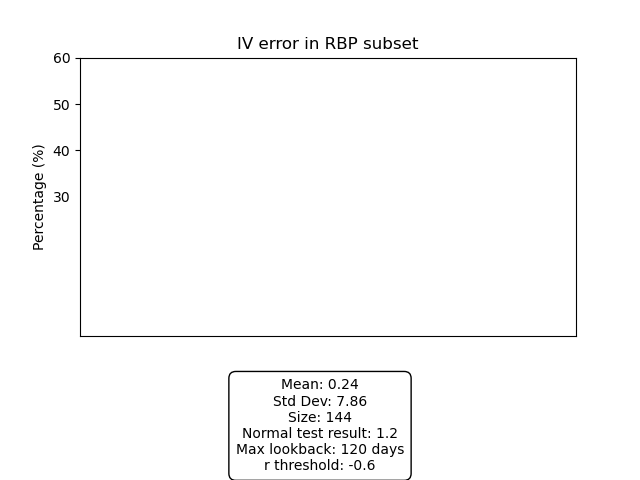 IV error in RBP subset
60
50
40
30
Percentage (%)
Mean: 0.24
Std Dev: 7.86
Size: 144
Normal test result: 1.2
Max lookback: 120 days
r threshold: -0.6